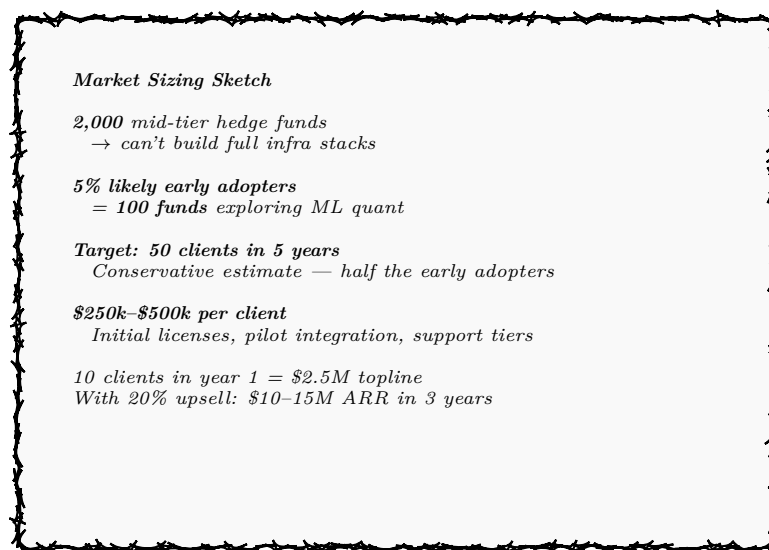 Market Sizing Sketch
2,000 mid-tier hedge funds
→ can't build full infra stacks
5% likely early adopters
= 100 funds exploring ML quant
Target: 50 clients in 5 years
Conservative estimate — half the early adopters
$250k–$500k per client
Initial licenses, pilot integration, support tiers
10 clients in year 1 = $2.5M topline
With 20% upsell: $10–15M ARR in 3 years